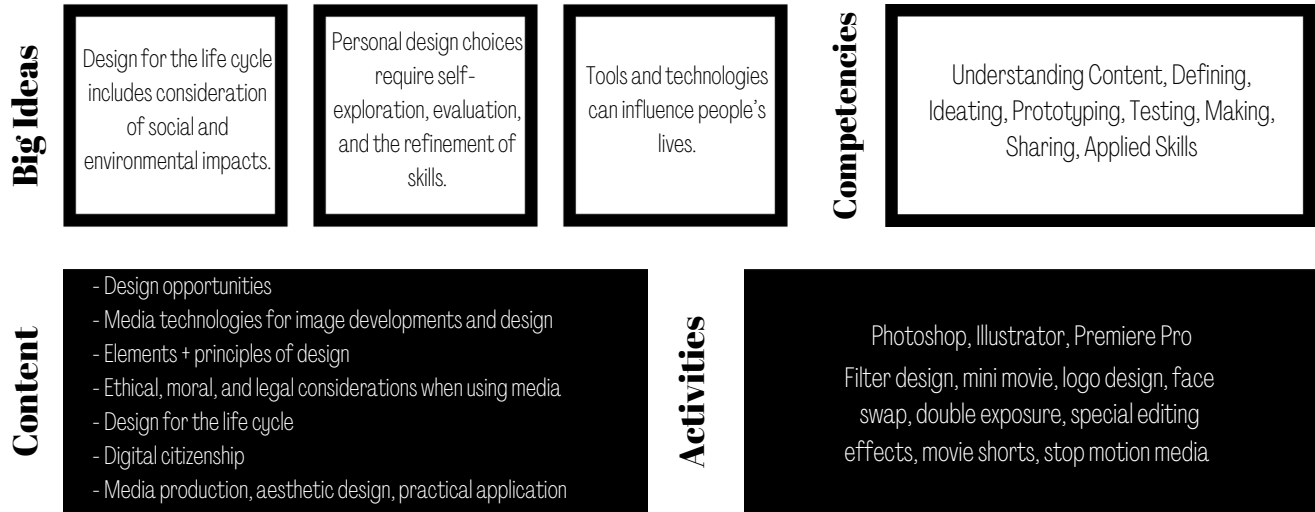 Big Ideas
Design for the life cycle
includes consideration
of social and
environmental impacts.
Personal design choices
require self-
exploration, evaluation,
and the refinement of
skills.
Tools and technologies
can influence people's
lives.
Competencies
Understanding Content, Defining,
Ideating, Prototyping, Testing, Making,
Sharing, Applied Skills
Content
- Design opportunities
- Media technologies for image developments and design
- Elements + principles of design
- Ethical, moral, and legal considerations when using media
- Design for the life cycle
- Digital citizenship
- Media production, aesthetic design, practical application
Activities
Photoshop, Illustrator, Premiere Pro
Filter design, mini movie, logo design, face
swap, double exposure, special editing
effects, movie shorts, stop motion media